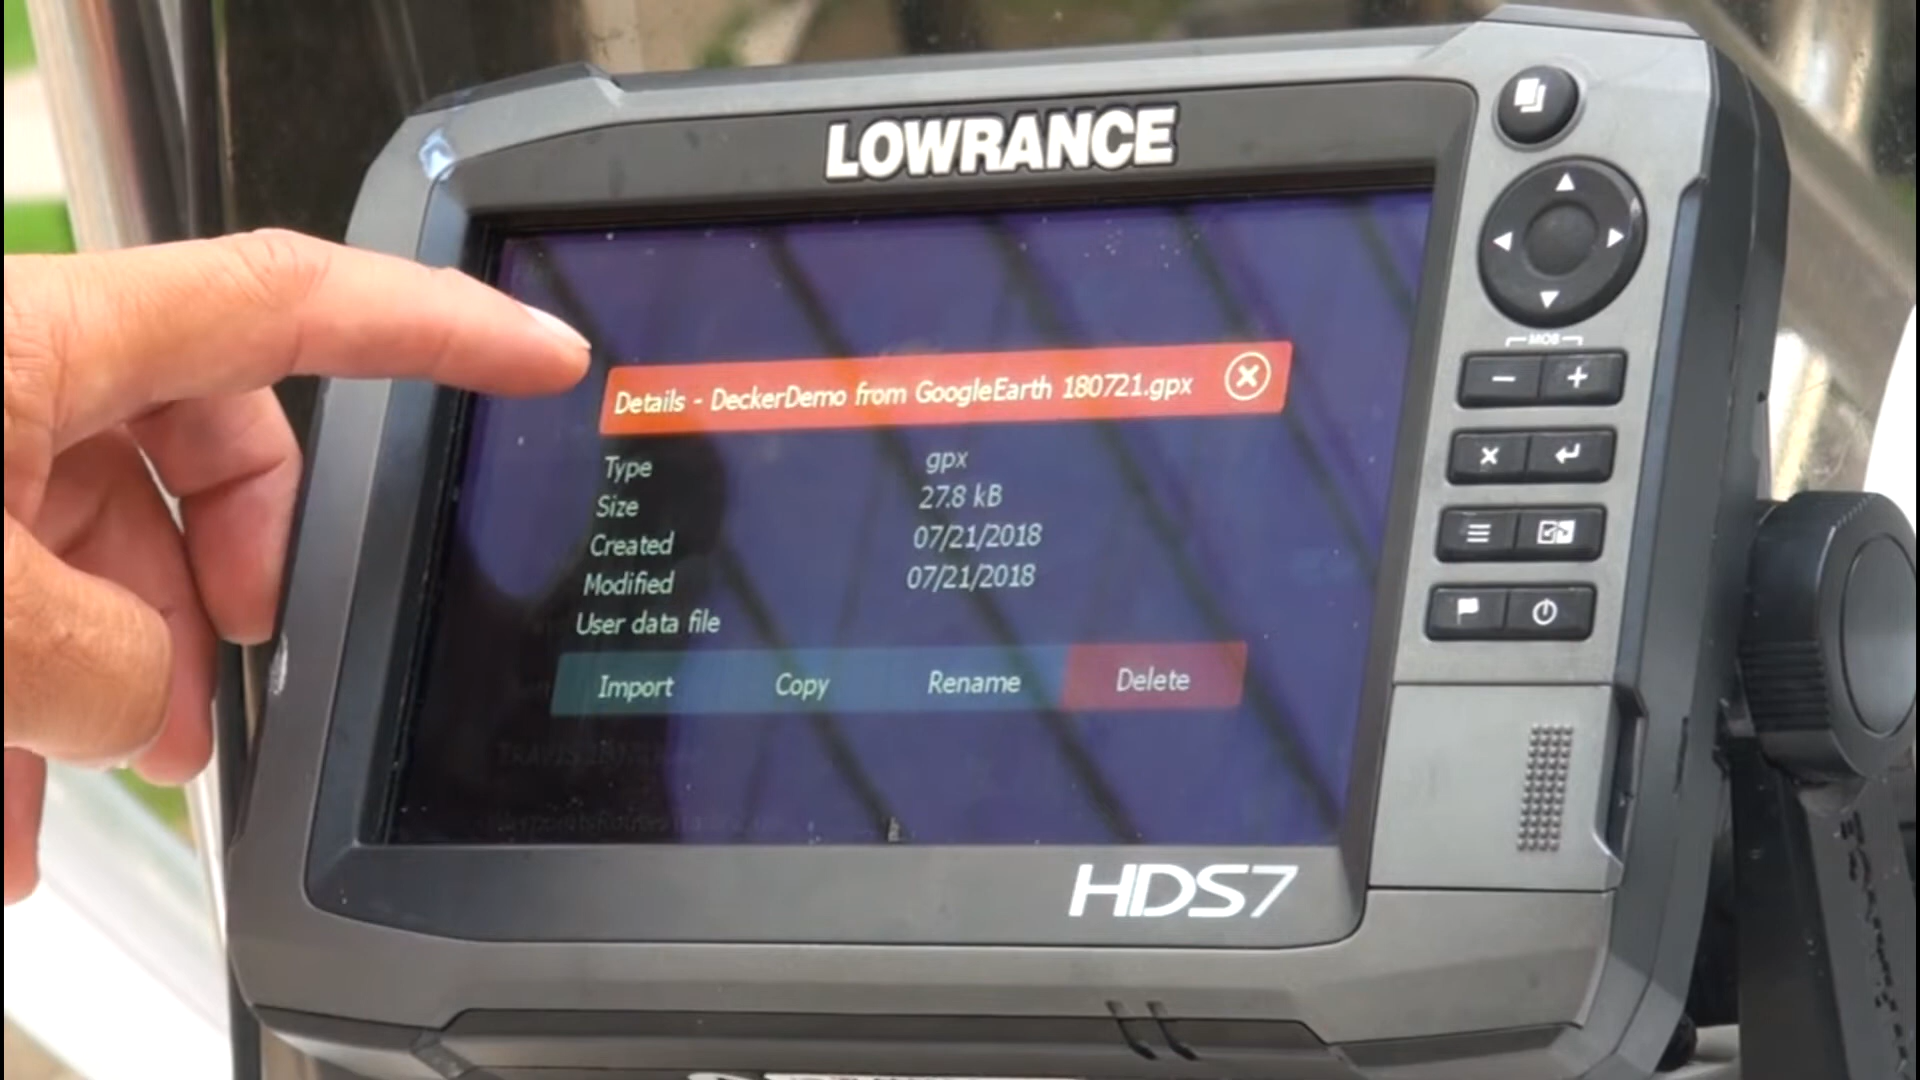 LOWRANCE
Details - DeckerDemo from GoogleEarth 180721.gpx
Type gpx
Size 27.8 kB
Created 07/21/2018
Modified 07/21/2018
User data file
Import Copy Rename Delete
HDS7
MOB